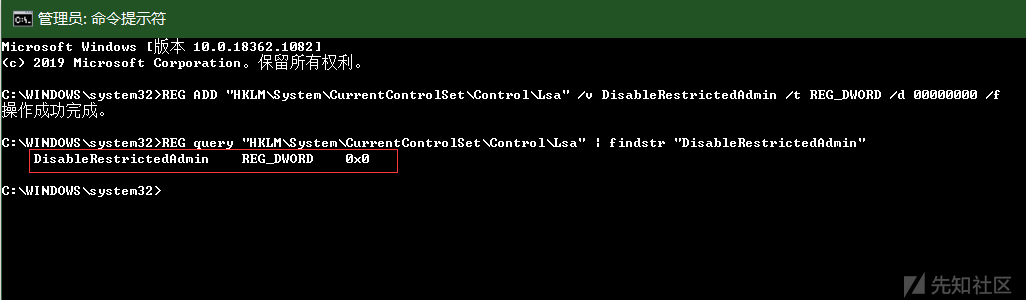 管理员: 命令提示符
Microsoft Windows [版本 10.0.18362.1082]
(c) 2019 Microsoft Corporation。保留所有权利。
C:\WINDOWS\system32>REG ADD "HKLM\System\CurrentControlSet\Control\Lsa" /v DisableRestrictedAdmin /t REG_DWORD /d 00000000 /f
操作成功完成。
C:\WINDOWS\system32>REG query "HKLM\System\CurrentControlSet\Control\Lsa" | findstr "DisableRestrictedAdmin"
DisableRestrictedAdmin    REG_DWORD    0x0
C:\WINDOWS\system32>
先知社区